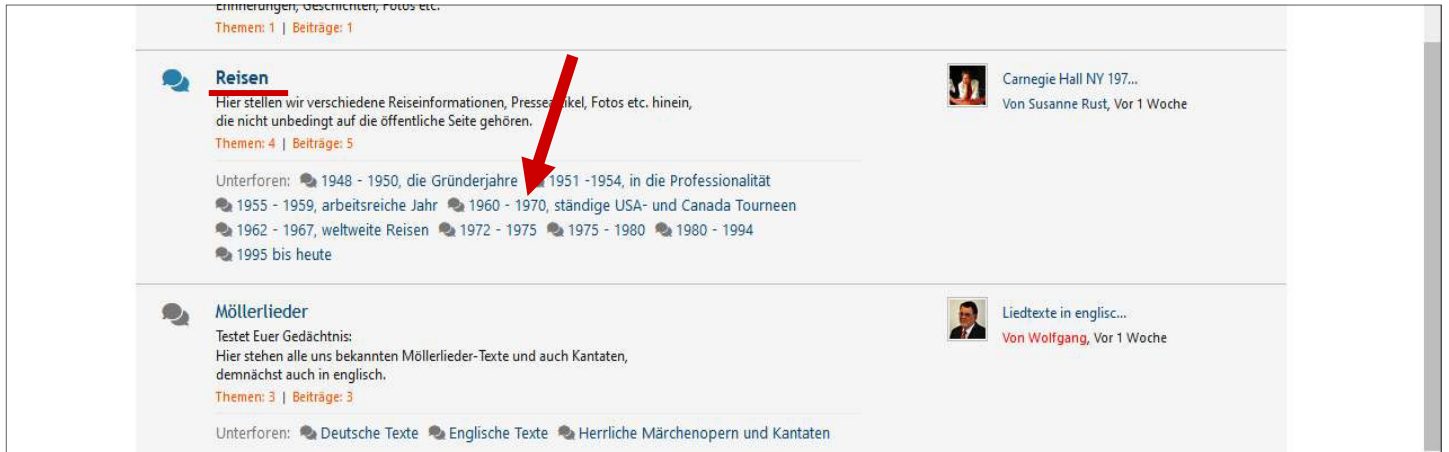 Erinnerungen, Geschichten, Fotos etc.
Themen: 1 | Beiträge: 1
Reisen
Hier stellen wir verschiedene Reiseinformationen, Presseartikel, Fotos etc. hinein,
die nicht unbedingt auf die öffentliche Seite gehören.
Themen: 4 | Beiträge: 5
Unterforen: 1948 - 1950, die Gründerjahre 1951 -1954, in die Professionalität
1955 - 1959, arbeitsreiche Jahr 1960 - 1970, ständige USA- und Canada Tourneen
1962 - 1967, weltweite Reisen 1972 - 1975 1975 - 1980 1980 - 1994
1995 bis heute
Carnegie Hall NY 197...
Von Susanne Rust, Vor 1 Woche
Möllerlieder
Testet Euer Gedächtnis:
Hier stehen alle uns bekannten Möllerlieder-Texte und auch Kantaten,
demnächst auch in englisch.
Themen: 3 | Beiträge: 3
Unterforen: Deutsche Texte Englische Texte Herrliche Märchenopern und Kantaten
Liedtexte in englisc...
Von Wolfgang, Vor 1 Woche